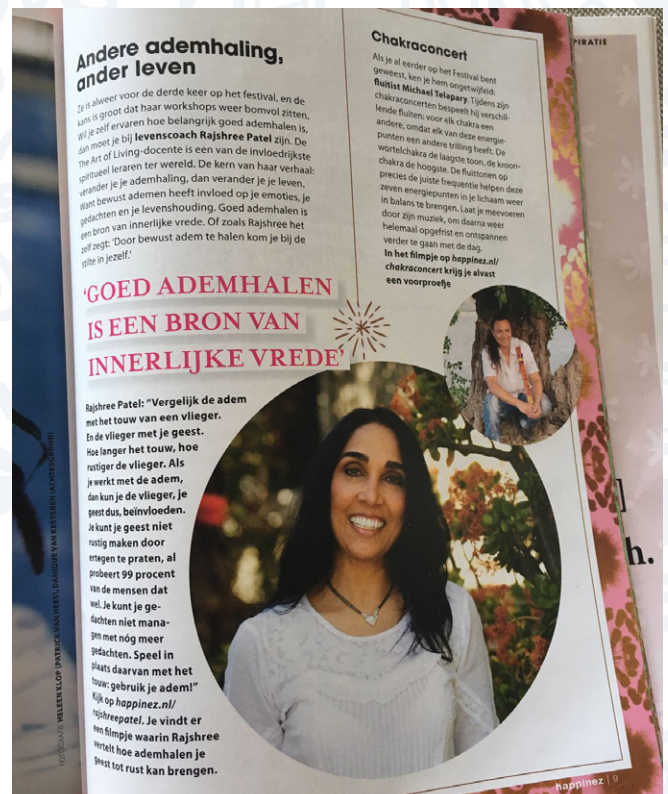 Andere ademhaling,
ander leven
Ze is alweer voor de derde keer op het festival, en de
kans is groot dat haar workshops weer bomvol zitten.
Wil je zelf ervaren hoe belangrijk goed ademhalen is,
dan moet je bij levenscoach Rajshree Patel zijn. De
The Art of Living-docente is een van de invloedrijkste
spiritueel leraren ter wereld. De kern van haar verhaal:
verander je je ademhaling, dan verander je je leven.
Want bewust ademen heeft invloed op je emoties, je
gedachten en je levenshouding. Goed ademhalen is
een bron van innerlijke vrede. Of zoals Rajshree het
zelf zegt: 'Door bewust adem te halen kom je bij de
stilte in jezelf.'
'GOED ADEMHALEN
IS EEN BRON VAN
INNERLIJKE VREDE'
Rajshree Patel: "Vergelijk de adem
met het touw van een vlieger.
En de vlieger met je geest.
Hoe langer het touw, hoe
rustiger de vlieger. Als
je werkt met de adem,
dan kun je de vlieger, je
geest dus, beïnvloeden.
Je kunt je geest niet
rustig maken door
ertegen te praten, al
probeert 99 procent
van de mensen dat
wel. Je kunt je ge-
dachten niet mana-
gen met nóg meer
gedachten. Speel in
plaats daarvan met het
touw: gebruik je adem!"
Kijk op happinez.nl/
rajshreepatel. Je vindt er
een filmpje waarin Rajshree
vertelt hoe ademhalen je
geest tot rust kan brengen.
Chakraconcert
Als je al eerder op het Festival bent
geweest, ken je hem ongetwijfeld:
fluitist Michael Telapary. Tijdens zijn
chakraconcerten bespeelt hij verschil-
lende fluiten: voor elk chakra een
andere, omdat elk van deze energie-
punten een andere trilling heeft. De
wortelchakra de laagste toon, de kroon-
chakra de hoogste. De fluittonen op
precies de juiste frequentie helpen deze
zeven energiepunten in je lichaam weer
in balans te brengen. Laat je meevoeren
door zijn muziek, om daarna weer
helemaal opgefrist en ontspannen
verder te gaan met de dag.
In het filmpje op happinez.nl/
chakraconcert krijg je alvast
een voorproefje
FOTOGRAFIE HELEEN KLOP (PATRICK VAN HEES), DANIQUE VAN KESTEREN (ACHTERGROND)
happinez | 9
PIRATIE
h.